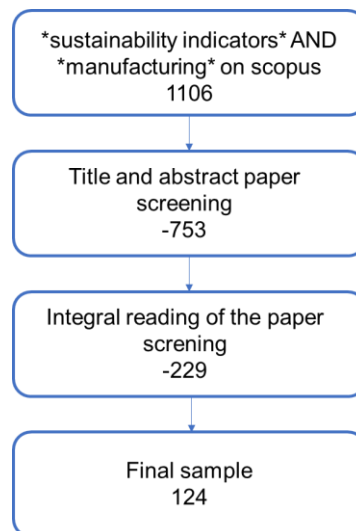 *sustainability indicators* AND
*manufacturing* on scopus
1106
Title and abstract paper
screening
-753
Integral reading of the paper
screning
-229
Final sample
124